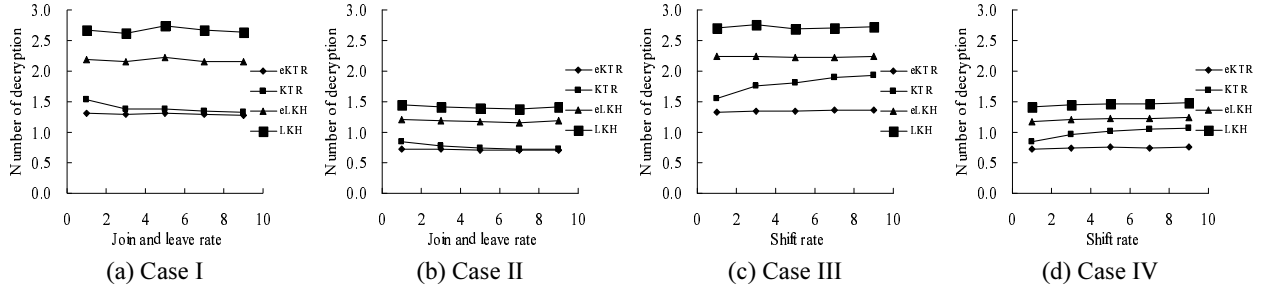 Number of decryption
3.0
2.5
2.0
1.5
1.0
0.5
0.0
0 2 4 6 8 10
Join and leave rate
eKTR
KTR
eLKH
LKH
(a) Case I
Number of decryption
3.0
2.5
2.0
1.5
1.0
0.5
0.0
0 2 4 6 8 10
Join and leave rate
eKTR
KTR
eLKH
LKH
(b) Case II
Number of decryption
3.0
2.5
2.0
1.5
1.0
0.5
0.0
0 2 4 6 8 10
Shift rate
eKTR
KTR
eLKH
LKH
(c) Case III
Number of decryption
3.0
2.5
2.0
1.5
1.0
0.5
0.0
0 2 4 6 8 10
Shift rate
eKTR
KTR
eLKH
LKH
(d) Case IV